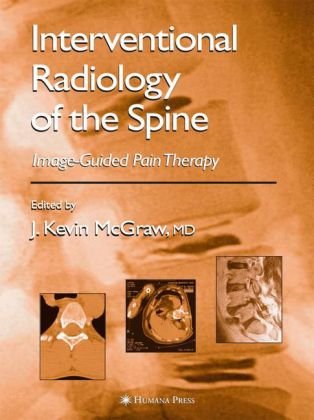 Interventional
Radiology
of the Spine
Image-Guided Pain Therapy
Edited by
J. Kevin McGraw, MD
HUMANA PRESS